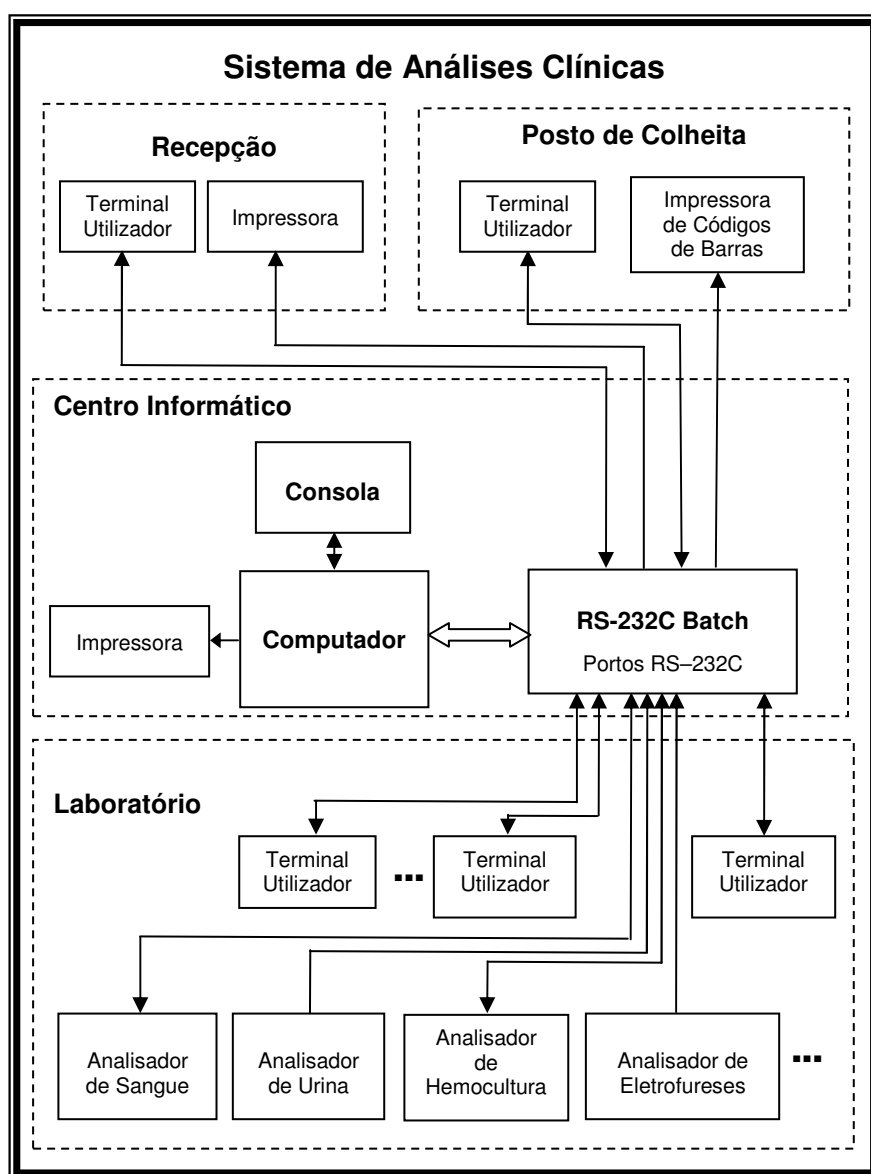 Sistema de Análises Clínicas
Recepção
Terminal
Utilizador
Impressora
Posto de Colheita
Terminal
Utilizador
Impressora
de Códigos
de Barras
Centro Informático
Consola
Impressora
Computador
RS-232C Batch
Portos RS–232C
Laboratório
Terminal
Utilizador
...
Terminal
Utilizador
Terminal
Utilizador
Analisador
de Sangue
Analisador
de Urina
Analisador
de
Hemocultura
Analisador de
Eletrofureses
...